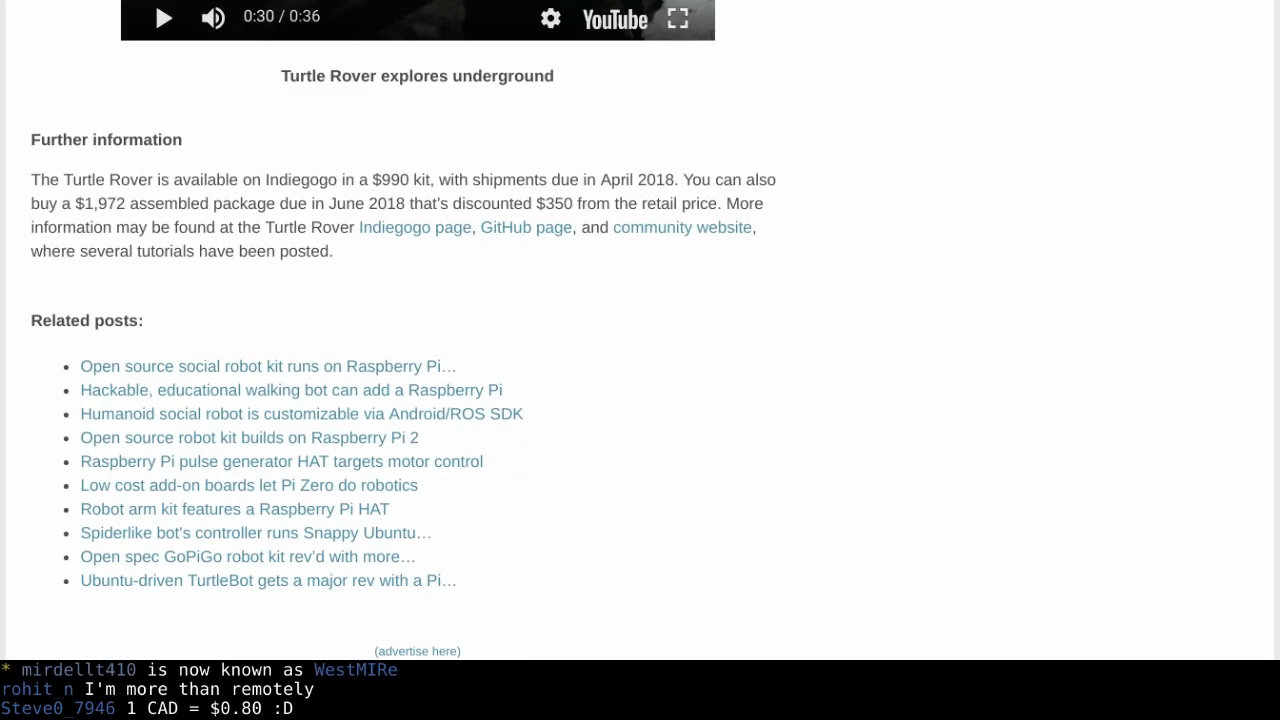 0:30 / 0:36
YouTube
Turtle Rover explores underground
Further information
The Turtle Rover is available on Indiegogo in a $990 kit, with shipments due in April 2018. You can also
buy a $1,972 assembled package due in June 2018 that's discounted $350 from the retail price. More
information may be found at the Turtle Rover Indiegogo page, GitHub page, and community website,
where several tutorials have been posted.
Related posts:
• Open source social robot kit runs on Raspberry Pi…
• Hackable, educational walking bot can add a Raspberry Pi
• Humanoid social robot is customizable via Android/ROS SDK
• Open source robot kit builds on Raspberry Pi 2
• Raspberry Pi pulse generator HAT targets motor control
• Low cost add-on boards let Pi Zero do robotics
• Robot arm kit features a Raspberry Pi HAT
• Spiderlike bot's controller runs Snappy Ubuntu…
• Open spec GoPiGo robot kit rev'd with more…
• Ubuntu-driven TurtleBot gets a major rev with a Pi…
(advertise here)
* mirdellt410 is now known as WestMIRe
rohit_n I'm more than remotely
Steve0_7946 1 CAD = $0.80 :D